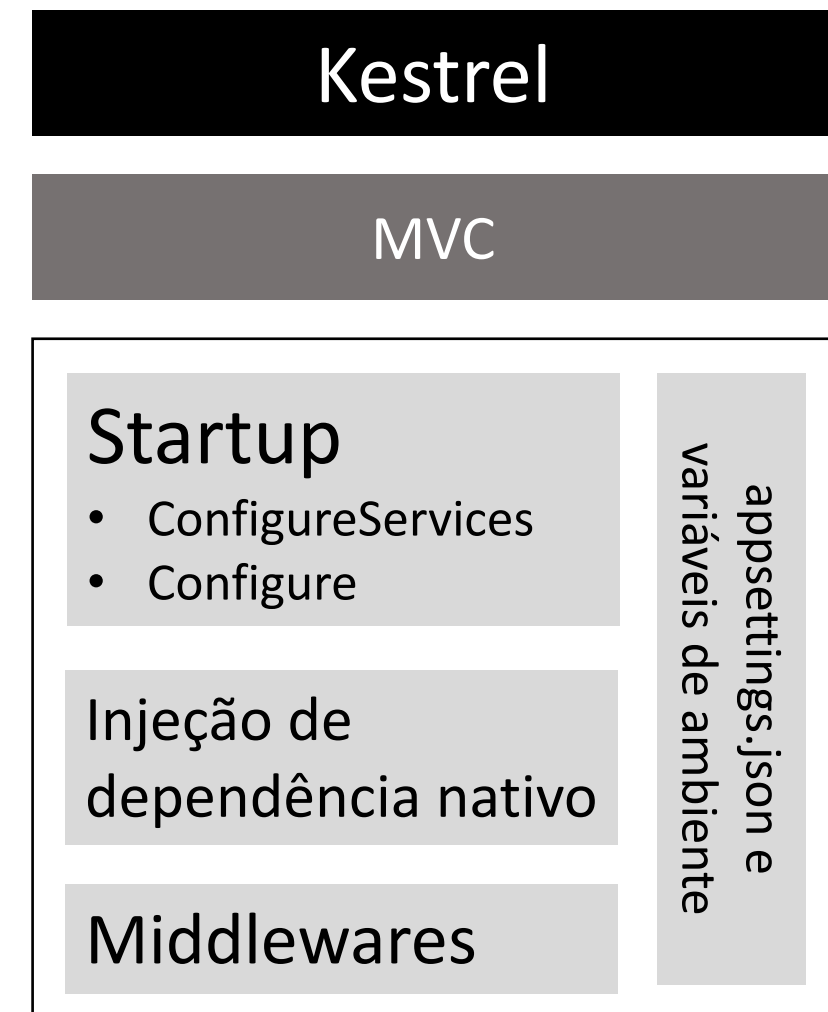 Kestrel
MVC
Startup
• ConfigureServices
• Configure
Injeção de
dependência nativo
Middlewares
appsettings.json e
variáveis de ambiente